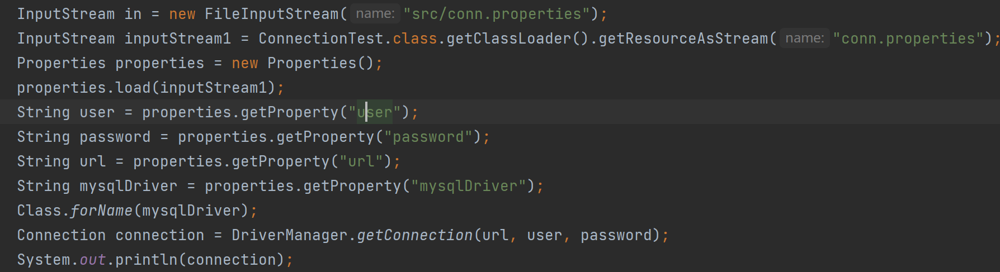 InputStream in = new FileInputStream( name: "src/conn.properties");
InputStream inputStream1 = ConnectionTest.class.getClassLoader().getResourceAsStream( name: "conn.properties");
Properties properties = new Properties();
properties.load(inputStream1);
String user = properties.getProperty("user");
String password = properties.getProperty("password");
String url = properties.getProperty("url");
String mysqlDriver = properties.getProperty("mysqlDriver");
Class.forName(mysqlDriver);
Connection connection = DriverManager.getConnection(url, user, password);
System.out.println(connection);